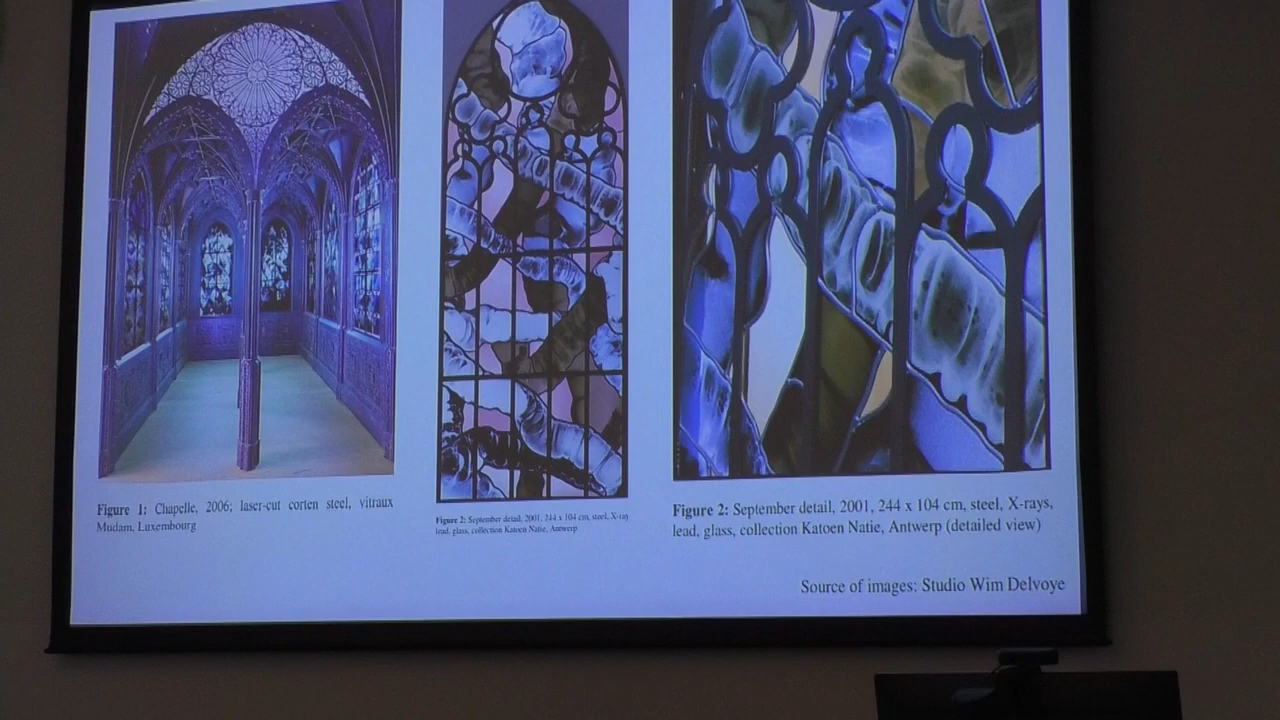 Figure 1: Chapelle, 2006; laser-cut corten steel, vitraux
Mudam, Luxembourg
Figure 2: September detail, 2001, 244 x 104 cm, steel, X-ray
lead, glass, collection Katoen Natie, Antwerp
Figure 2: September detail, 2001, 244 x 104 cm, steel, X-rays,
lead, glass, collection Katoen Natie, Antwerp (detailed view)
Source of images: Studio Wim Delvoye